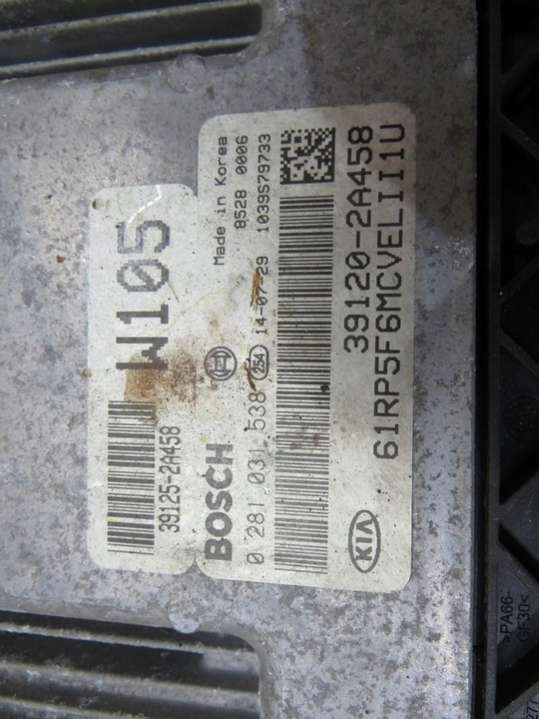 W105
39125-2A458
Made in Korea
8528 0006
1039S79733
BOSCH
0 281 031 538 254 14-07-29
39120-2A458
61RP5F6MCVELII1U
KIA
>PA66-
GF30<